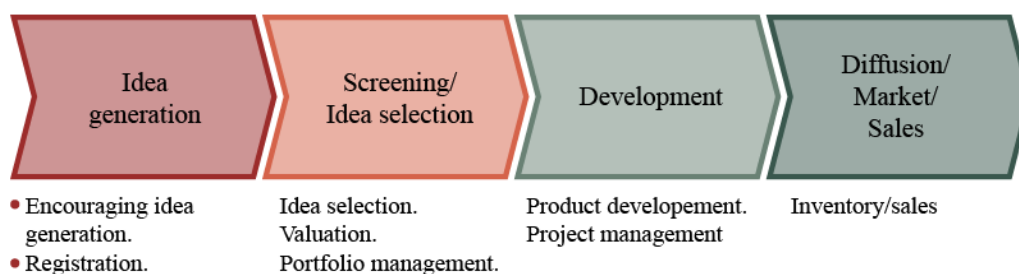 Idea
generation
Screening/
Idea selection
Development
Diffusion/
Market/
Sales
• Encouraging idea
generation.
• Registration.
Idea selection.
Valuation.
Portfolio management.
Product developement.
Project management
Inventory/sales